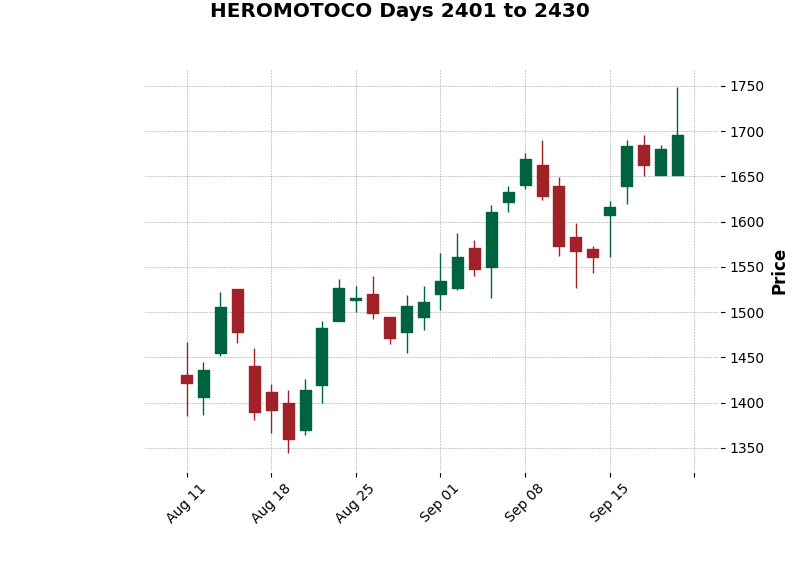 HEROMOTOCO Days 2401 to 2430
1750
1700
1650
1600
1550
1500
1450
1400
1350
Price
Aug 11
Aug 18
Aug 25
Sep 01
Sep 08
Sep 15